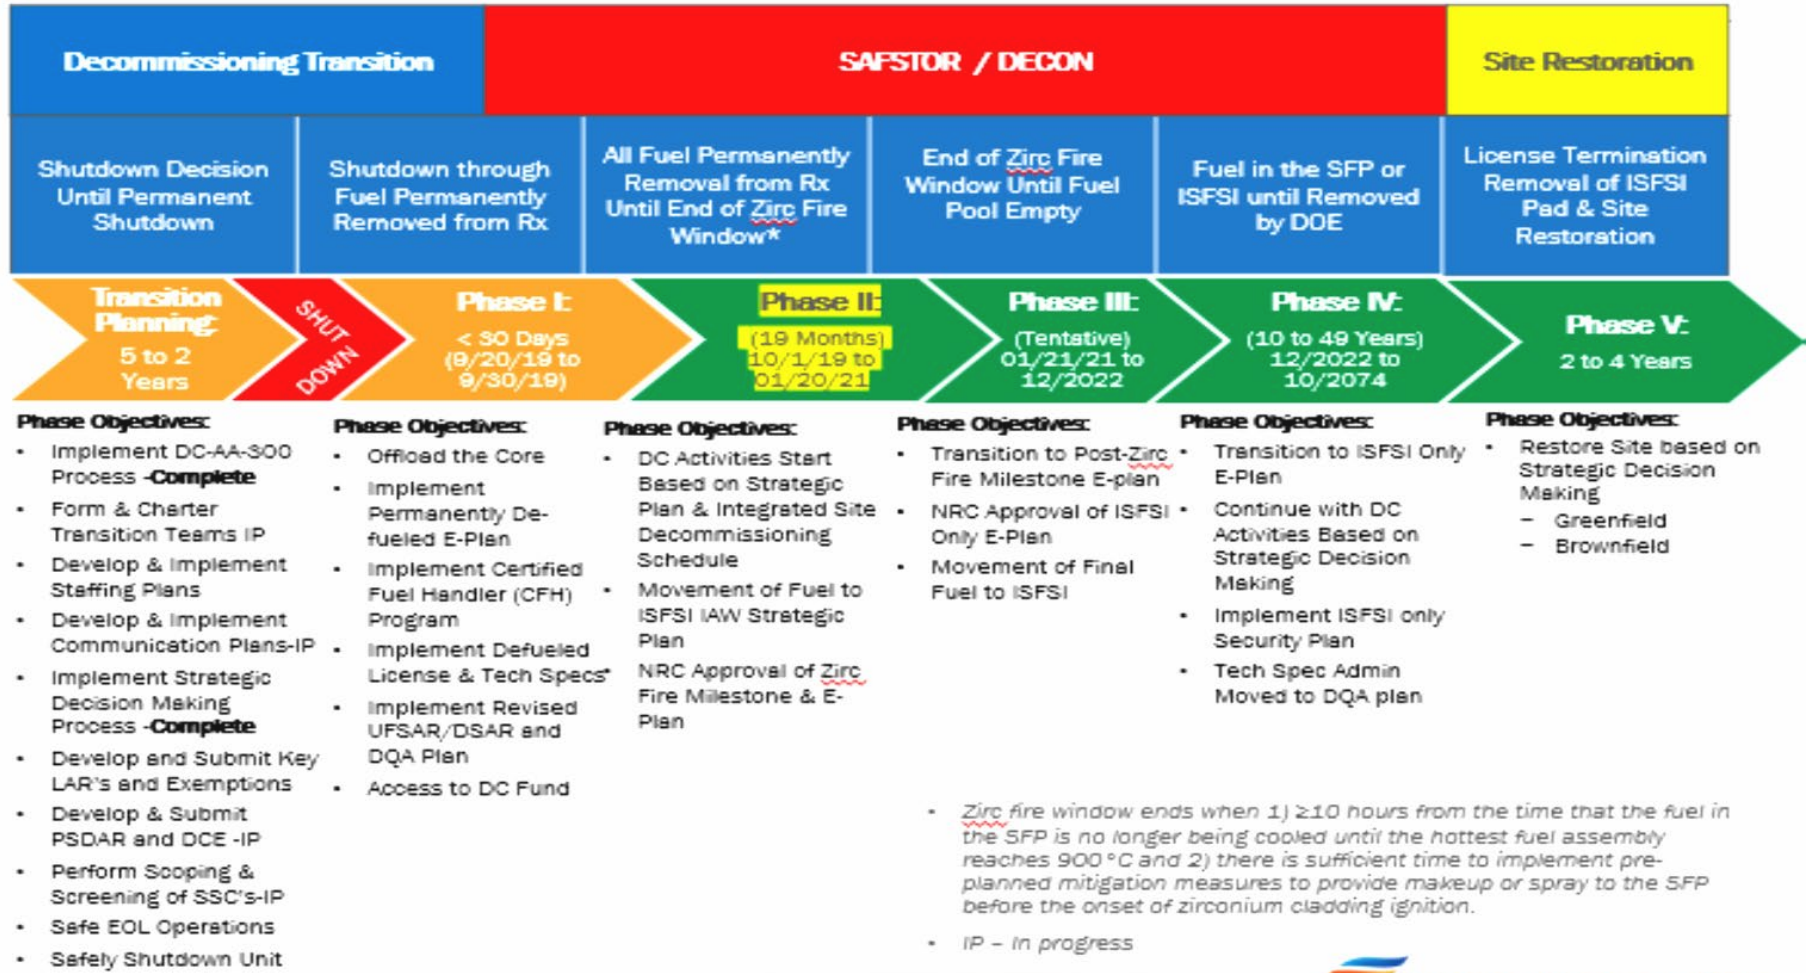 Decommissioning Transition
SAFSTOR / DECON
Site Restoration
Shutdown Decision
Until Permanent
Shutdown
Shutdown through
Fuel Permanently
Removed from Rx
All Fuel Permanently
Removal from Rx
Until End of Zirc Fire
Window*
End of Zirc Fire
Window Until Fuel
Pool Empty
Fuel in the SFP or
ISFSI until Removed
by DOE
License Termination
Removal of ISFSI
Pad & Site
Restoration
Transition
Planning:
5 to 2
Years
SHUT
DOWN
Phase I:
< 30 Days
(9/20/19 to
9/30/19)
Phase II:
(19 Months)
10/1/19 to
01/20/21
Phase III:
(Tentative)
01/21/21 to
12/2022
Phase IV:
(10 to 49 Years)
12/2022 to
10/2074
Phase V:
2 to 4 Years
Phase Objectives:
• Implement DC-AA-300
Process -Complete
• Form & Charter
Transition Teams IP
• Develop & Implement
Staffing Plans
• Develop & Implement
Communication Plans-IP
• Implement Strategic
Decision Making
Process -Complete
• Develop and Submit Key
LAR's and Exemptions
• Develop & Submit
PSDAR and DCE -IP
• Perform Scoping &
Screening of SSC's-IP
• Safe EOL Operations
• Safely Shutdown Unit
Phase Objectives:
• Offload the Core
• Implement
Permanently De-
fueled E-Plan
• Implement Certified
Fuel Handler (CFH)
Program
• Implement Defueled
License & Tech Specs*
• Implement Revised
UFSAR/DSAR and
DQA Plan
• Access to DC Fund
Phase Objectives:
• DC Activities Start
Based on Strategic
Plan & Integrated Site
Decommissioning
Schedule
• Movement of Fuel to
ISFSI IAW Strategic
Plan
NRC Approval of Zirc
Fire Milestone & E-
Plan
Phase Objectives:
• Transition to Post-Zirc
Fire Milestone E-plan
• NRC Approval of ISFSI
Only E-Plan
• Movement of Final
Fuel to ISFSI
Phase Objectives:
• Transition to ISFSI Only
E-Plan
• Continue with DC
Activities Based on
Strategic Decision
Making
• Implement ISFSI only
Security Plan
• Tech Spec Admin
Moved to DQA plan
Phase Objectives:
• Restore Site based on
Strategic Decision
Making
– Greenfield
– Brownfield
• Zirc fire window ends when 1) ≥10 hours from the time that the fuel in
the SFP is no longer being cooled until the hottest fuel assembly
reaches 900 °C and 2) there is sufficient time to implement pre-
planned mitigation measures to provide makeup or spray to the SFP
before the onset of zirconium cladding ignition.
• IP – In progress